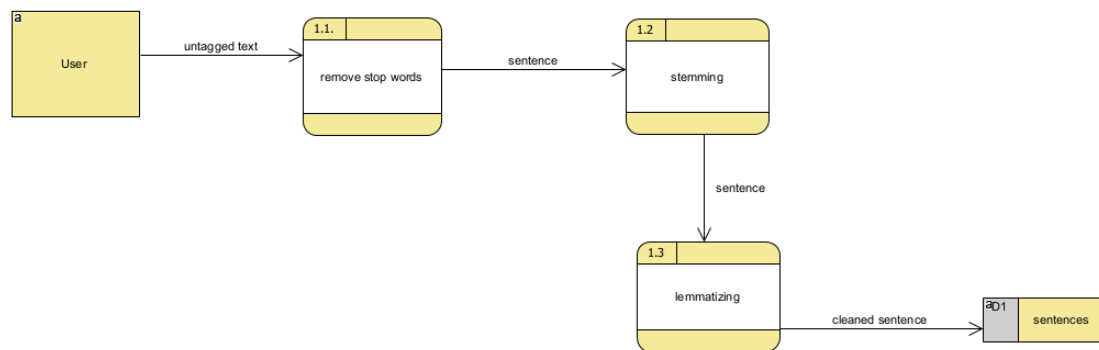 a
User
untagged text
1.1.
remove stop words
sentence
1.2
stemming
sentence
1.3
lemmatizing
cleaned sentence
a
D1
sentences